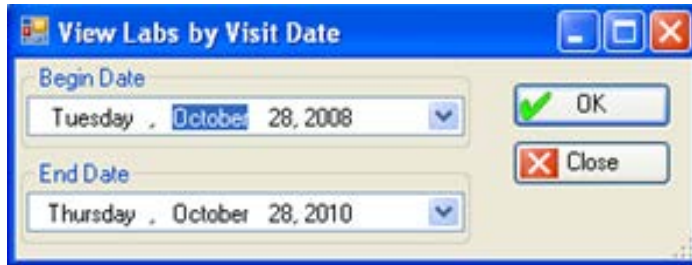 View Labs by Visit Date
Begin Date
Tuesday , October 28, 2008
OK
Close
End Date
Thursday , October 28, 2010